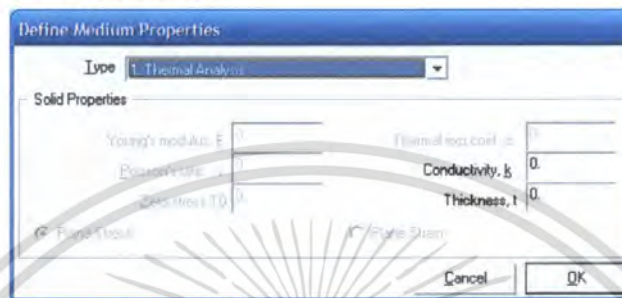 Define Medium Properties
Type 1. Thermal Analysis
Solid Properties
Young's modulus, E 0. Thermal exp.coef., 0.
Poisson's ratio, 0. Conductivity, k 0.
Zero stress T0 0. Thickness, t 0.
Plane Stress Plane Strain
Cancel OK